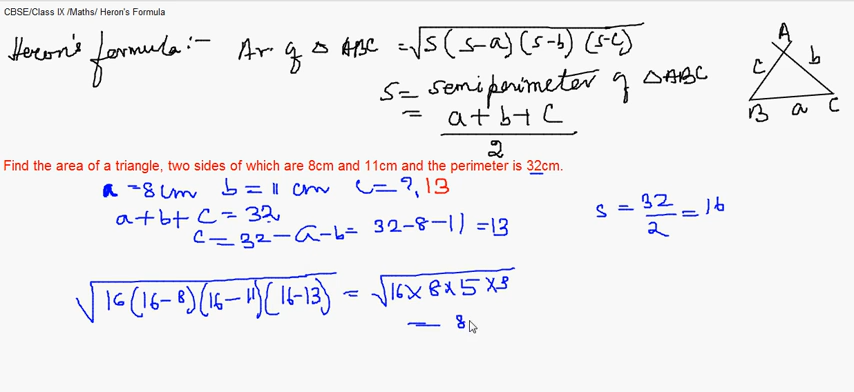 CBSE/Class IX /Maths/ Heron's Formula
Heron's formula:- Ar. of △ ABC = √S(S-a)(S-b)(S-c)
S = semiperimeter of △ABC
= a+b+c
2
A
c b
B a C
Find the area of a triangle, two sides of which are 8cm and 11cm and the perimeter is 32cm.
a = 8cm b = 11 cm c = ?, 13
a+b+c = 32
c = 32-a-b = 32-8-11 = 13
s = 32/2 = 16
√16(16-8)(16-11)(16-13) = √16×8×5×3
= 8